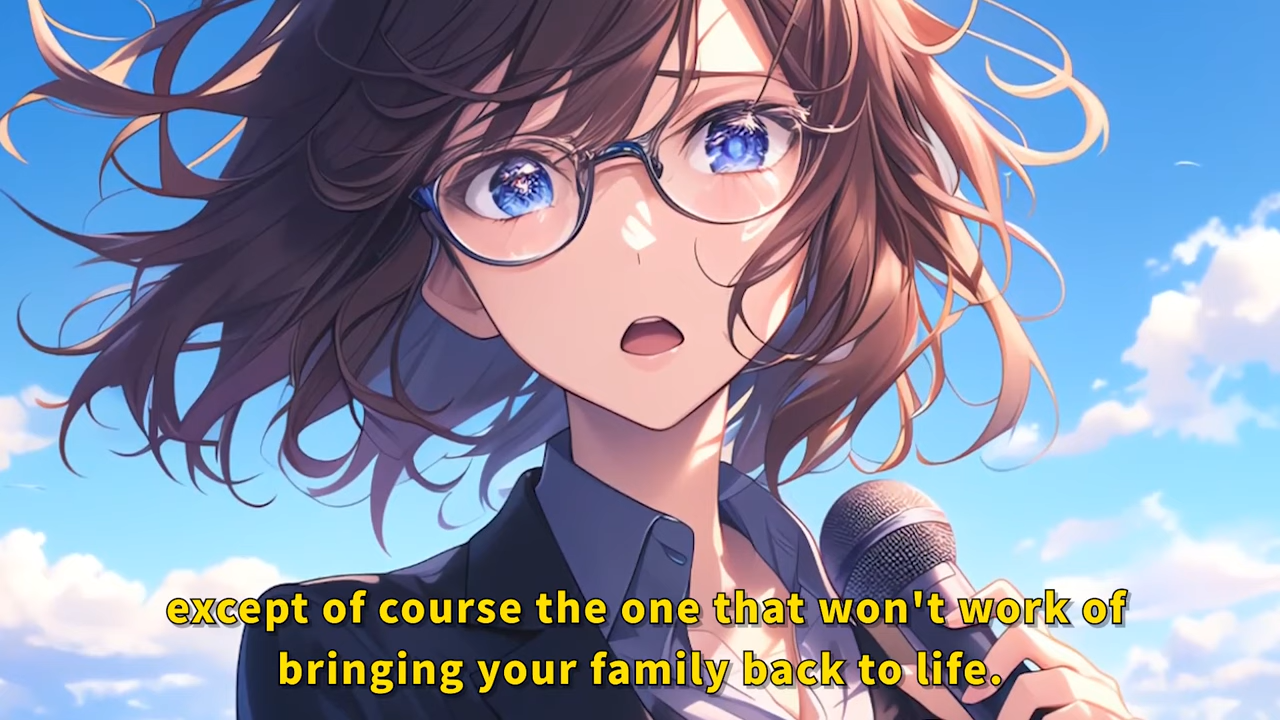 except of course the one that won't work of
bringing your family back to life.